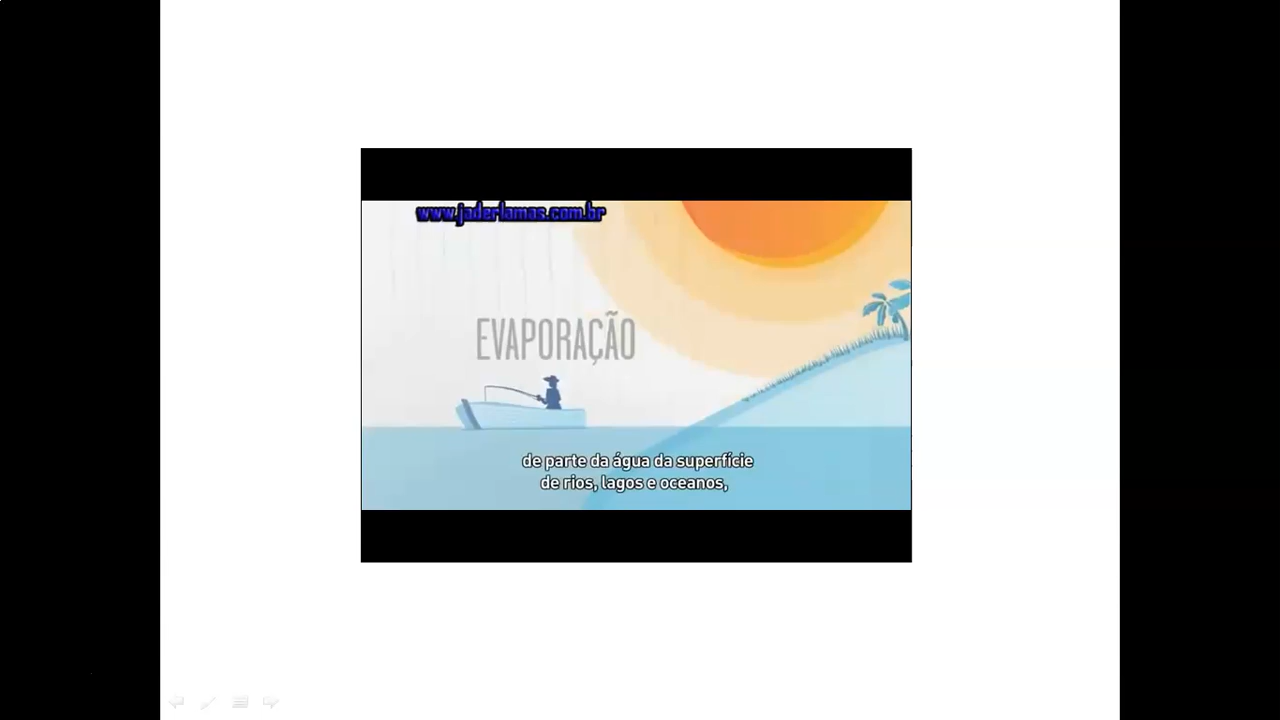 www.jaderlamas.com.br
EVAPORAÇÃO
de parte da água da superfície
de rios, lagos e oceanos,